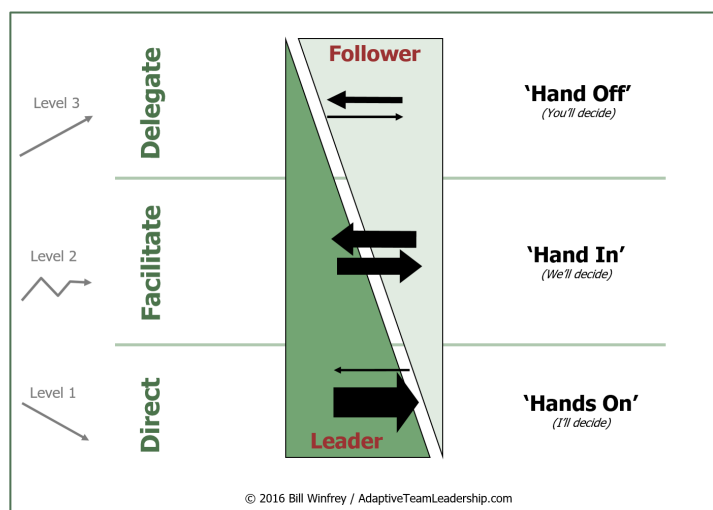 Follower
Level 3
Delegate
‘Hand Off’
(You’ll decide)
Level 2
Facilitate
‘Hand In’
(We’ll decide)
Level 1
Direct
‘Hands On’
(I’ll decide)
Leader
© 2016 Bill Winfrey / AdaptiveTeamLeadership.com